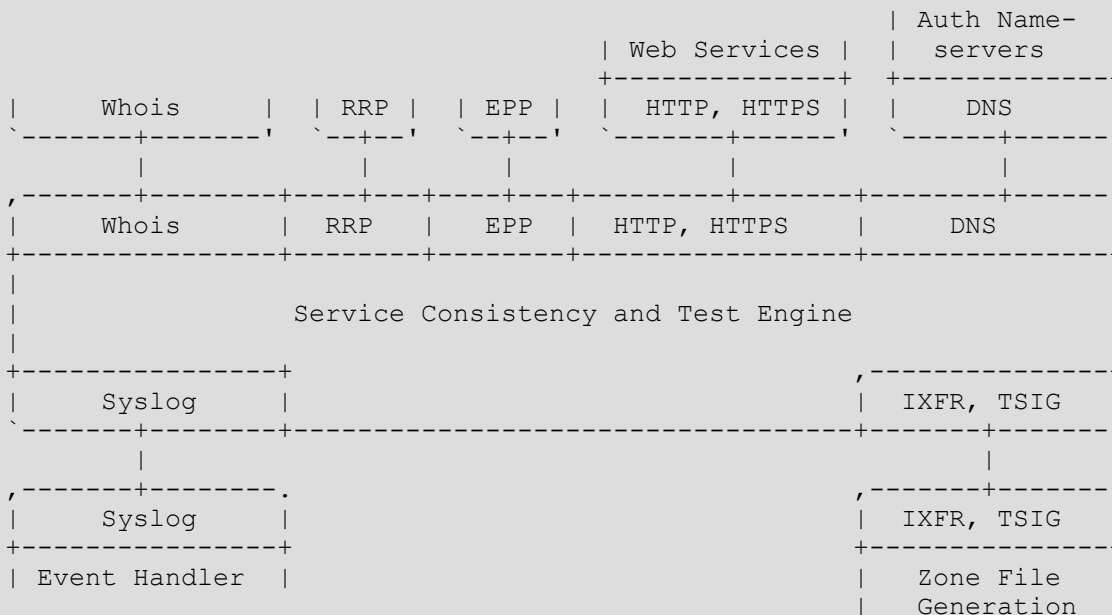 | Auth Name-
| Web Services | | servers
+---------------+ +--------------
| Whois | | RRP | | EPP | | HTTP, HTTPS | | DNS
`-------+-------' `--+--' `--+--' `-------+------' `------+------
| | | | |
,-------+---------+----+---+----+---+---------+-------+--------+------
| Whois | RRP | EPP | HTTP, HTTPS | DNS
+-----------------+--------+--------+-----------------+---------------
|
| Service Consistency and Test Engine
|
+----------------+ ,---------------
| Syslog | | IXFR, TSIG
`-------+--------+-----------------------------------+-------+-------
| |
,-------+--------. ,-------+-------
| Syslog | | IXFR, TSIG
+----------------+ +---------------
| Event Handler | | Zone File
| Generation